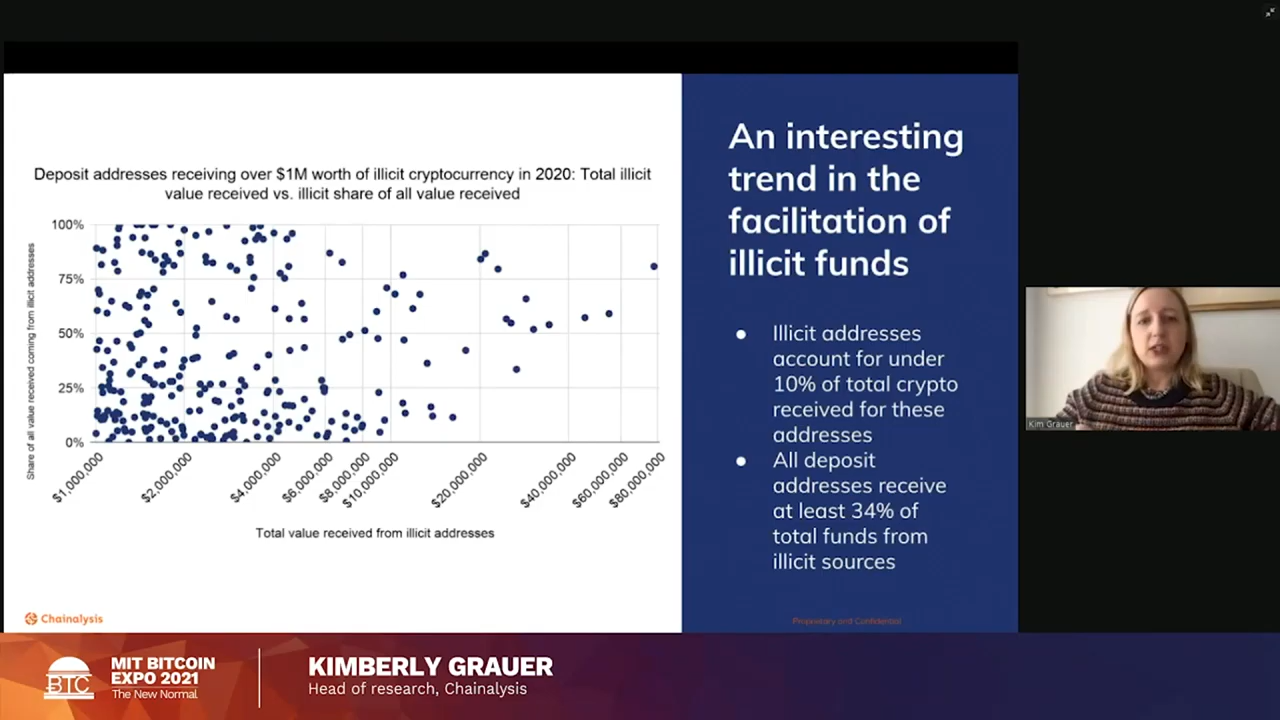 Deposit addresses receiving over $1M worth of illicit cryptocurrency in 2020: Total illicit
value received vs. illicit share of all value received
Share of all value received coming from illicit addresses
100%
75%
50%
25%
0%
$1,000,000
$2,000,000
$4,000,000
$6,000,000
$8,000,000
$10,000,000
$20,000,000
$40,000,000
$60,000,000
$80,000,000
Total value received from illicit addresses
Chainalysis
An interesting
trend in the
facilitation of
illicit funds
● Illicit addresses
account for under
10% of total crypto
received for these
addresses
● All deposit
addresses receive
at least 34% of
total funds from
illicit sources
Proprietary and Confidential
Kim Grauer
BTC
MIT BITCOIN
EXPO 2021
The New Normal
KIMBERLY GRAUER
Head of research, Chainalysis